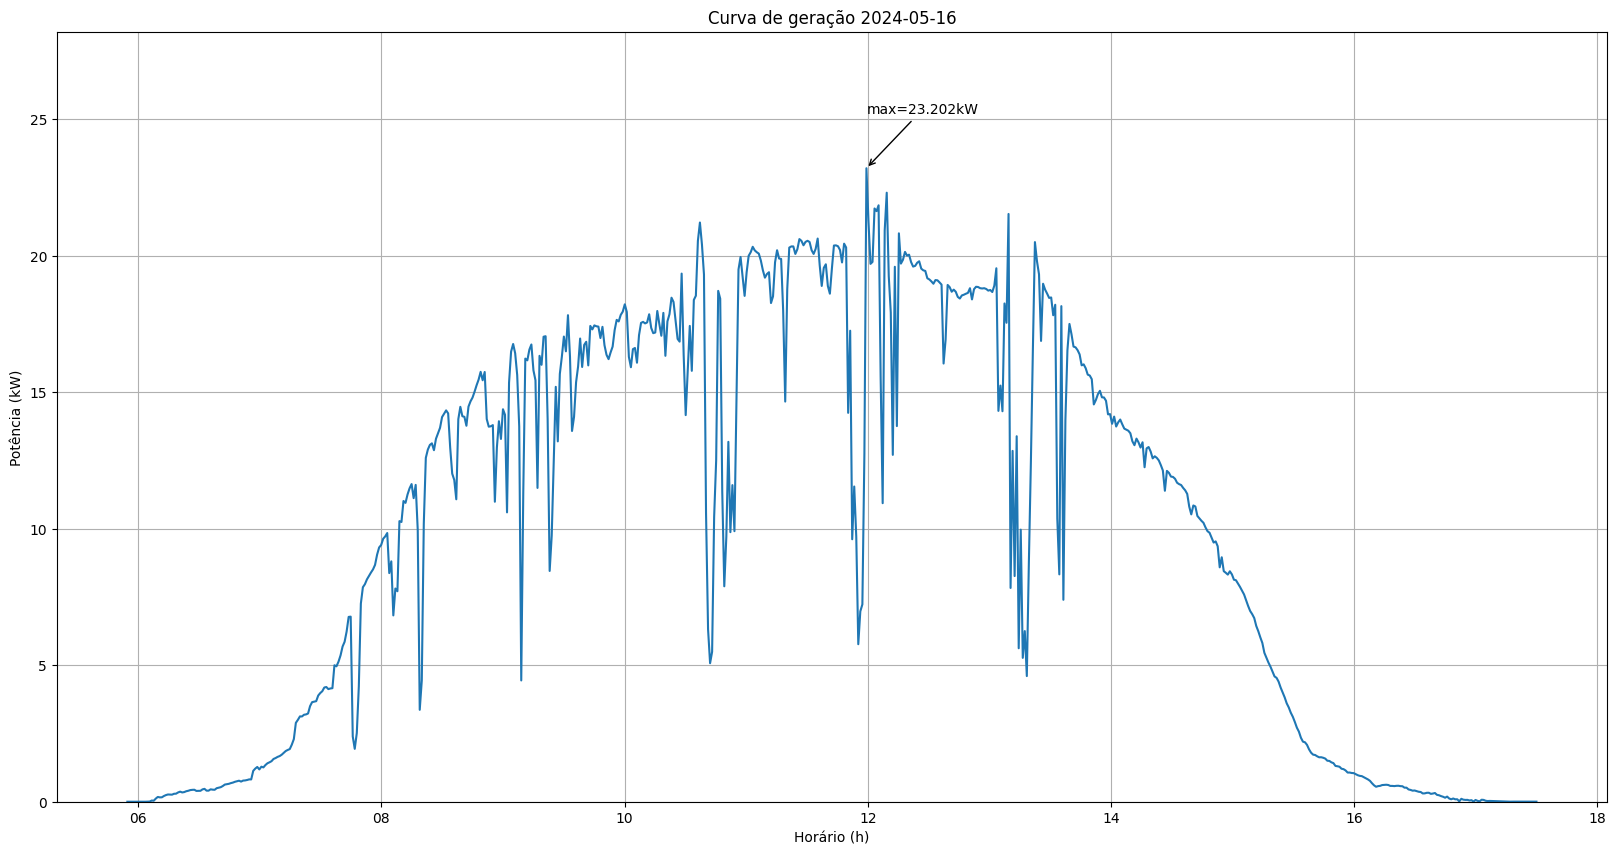 Curva de geração 2024-05-16
max=23.202kW
Potência (kW)
25
20
15
10
5
0
06 08 10 12 14 16 18
Horário (h)